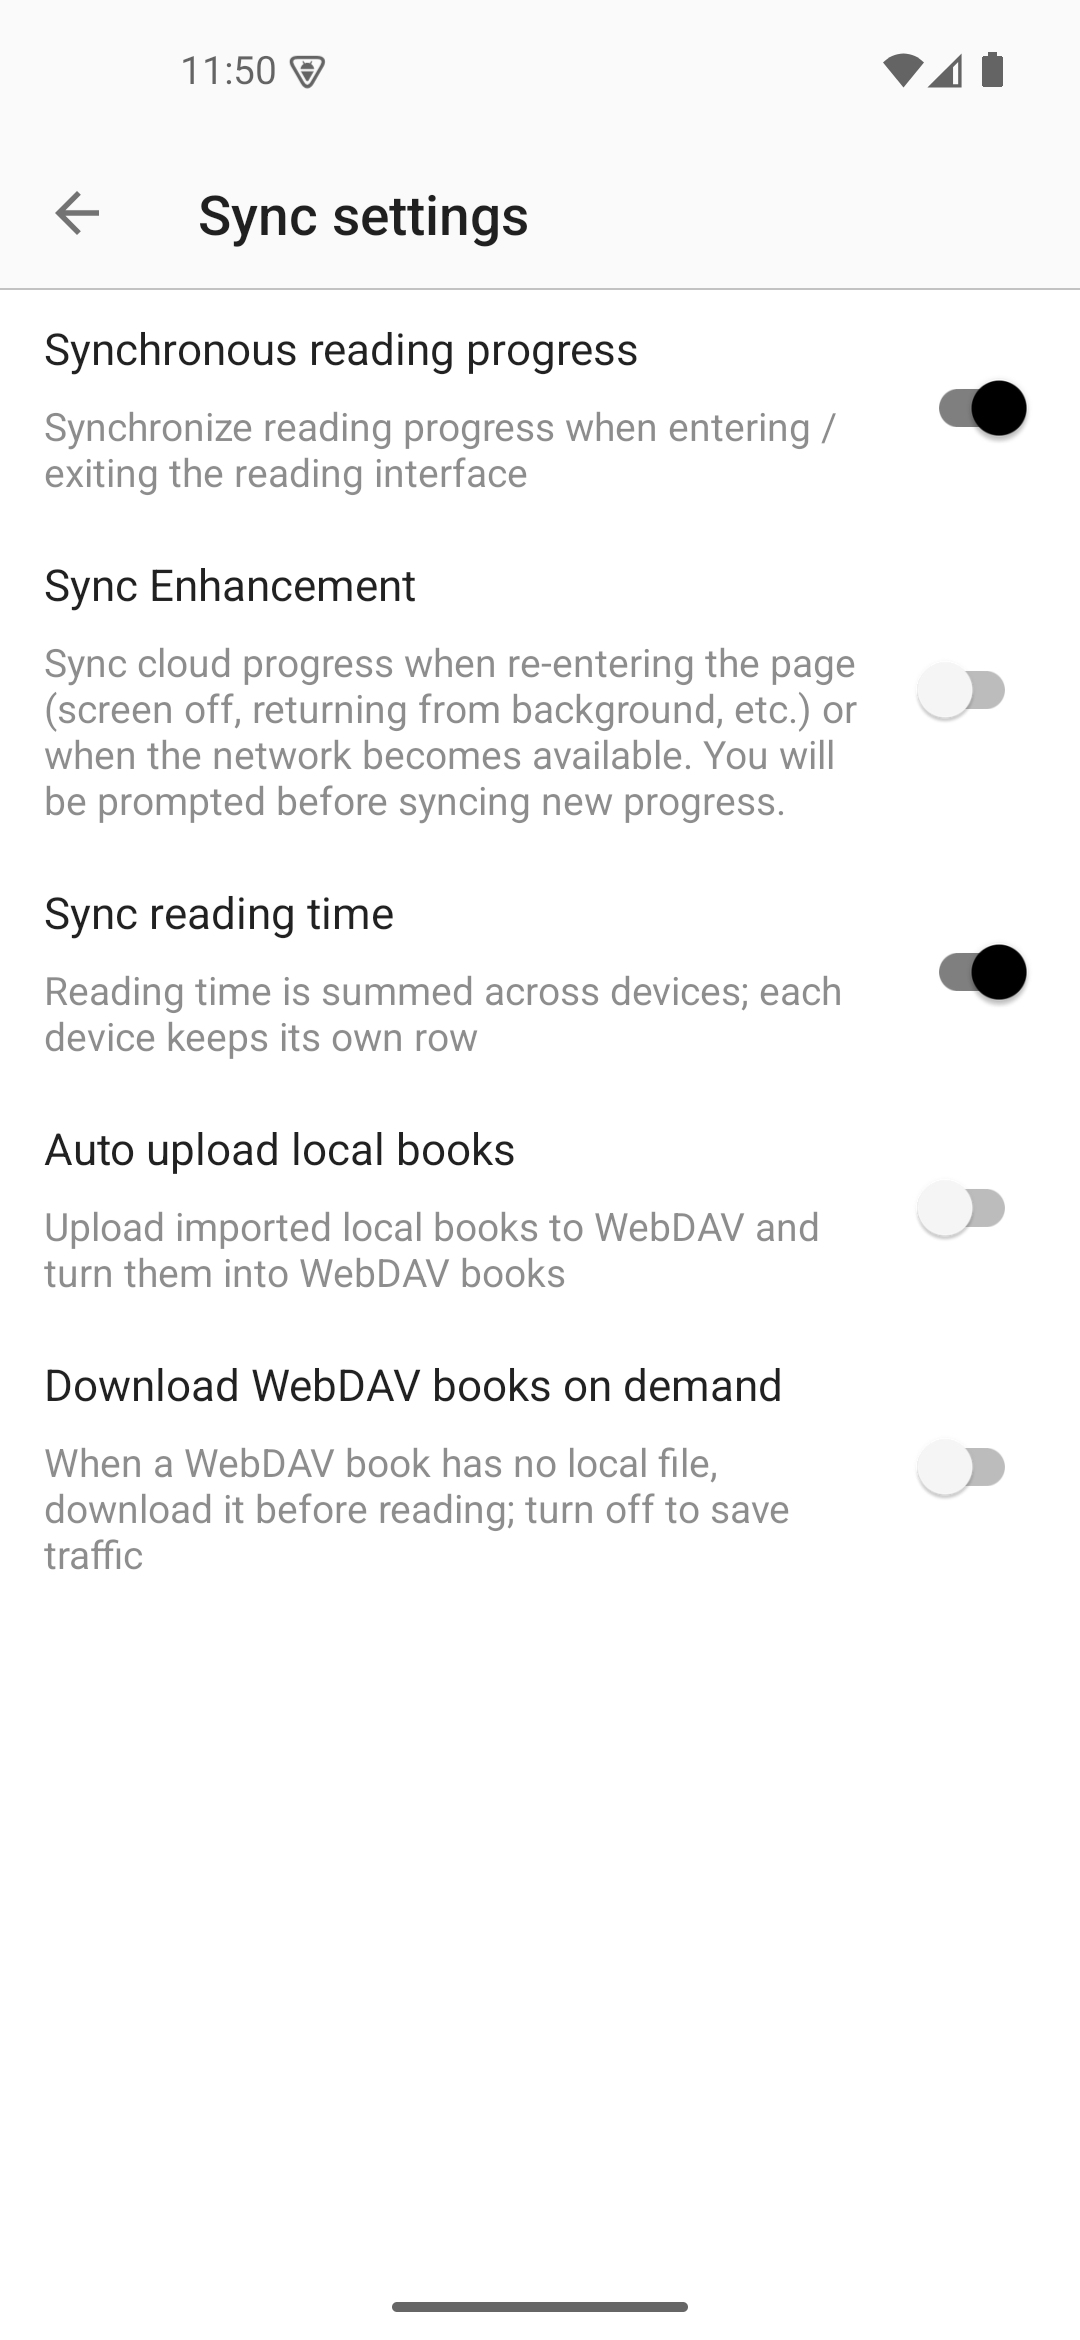 11:50
Sync settings
Synchronous reading progress
Synchronize reading progress when entering /
exiting the reading interface
Sync Enhancement
Sync cloud progress when re-entering the page
(screen off, returning from background, etc.) or
when the network becomes available. You will
be prompted before syncing new progress.
Sync reading time
Reading time is summed across devices; each
device keeps its own row
Auto upload local books
Upload imported local books to WebDAV and
turn them into WebDAV books
Download WebDAV books on demand
When a WebDAV book has no local file,
download it before reading; turn off to save
traffic